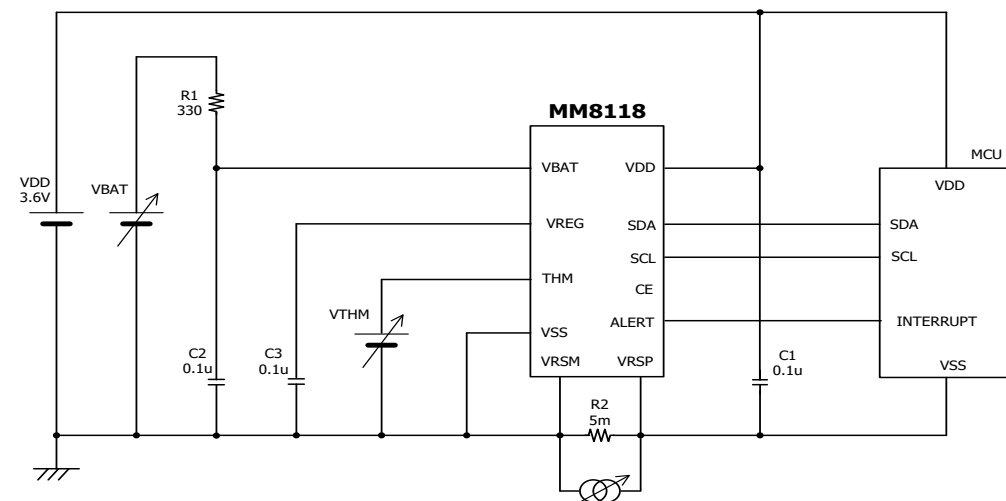 R1
330
MM8118
MCU
VBAT
VDD
VDD
VDD
3.6V
VBAT
VREG
SDA
SDA
SCL
SCL
THM
CE
VTHM
ALERT
INTERRUPT
VSS
C2
0.1u
C3
0.1u
VRSM
VRSP
C1
0.1u
VSS
R2
5m